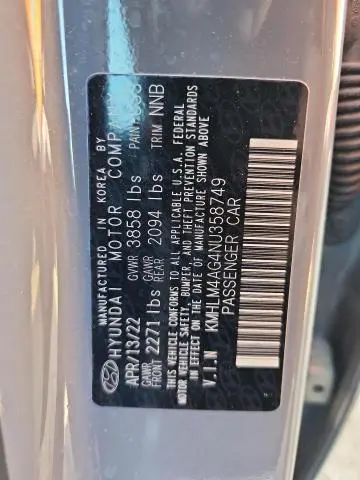 MANUFACTURED IN KOREA BY
HYUNDAI MOTOR COMPANY
APR/13/22 GVWR 3858 lbs PAINT
GAWR FRONT 2271 lbs GAWR REAR 2094 lbs TRIM NNB
THIS VEHICLE CONFORMS TO ALL APPLICABLE U.S.A. FEDERAL
MOTOR VEHICLE SAFETY, BUMPER, AND THEFT PREVENTION STANDARDS
IN EFFECT ON THE DATE OF MANUFACTURE SHOWN ABOVE.
V.I.N KMHLM4AG4NU358749
PASSENGER CAR